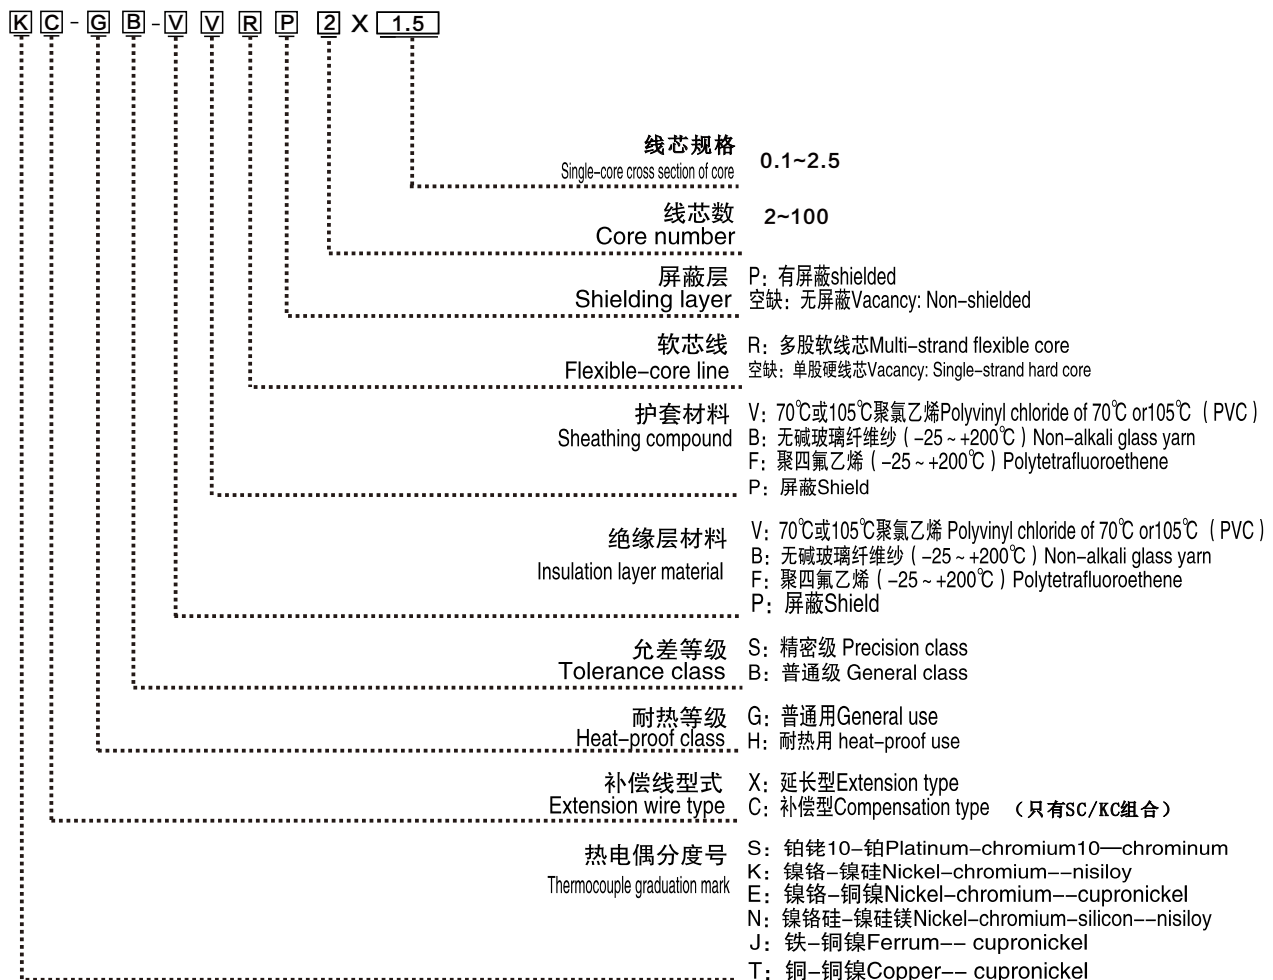 KC-GB-VVRP2X1.5
线芯规格
Single-core cross section of core
0.1~2.5
线芯数
Core number
2~100
屏蔽层
Shielding layer
P：有屏蔽shielded
空缺：无屏蔽Vacancy: Non-shielded
软芯线
Flexible-core line
R：多股软线芯Multi-strand flexible core
空缺：单股硬线芯Vacancy: Single-strand hard core
护套材料
Sheathing compound
V：70℃或105℃聚氯乙烯Polyvinyl chloride of 70℃ or105℃（PVC）
B：无碱玻璃纤维纱（-25~+200℃）Non-alkali glass yarn
F：聚四氟乙烯（-25~+200℃）Polytetrafluoroethene
P：屏蔽Shield
绝缘层材料
Insulation layer material
V：70℃或105℃聚氯乙烯 Polyvinyl chloride of 70℃ or105℃（PVC）
B：无碱玻璃纤维纱（-25~+200℃）Non-alkali glass yarn
F：聚四氟乙烯（-25~+200℃）Polytetrafluoroethene
P：屏蔽Shield
允差等级
Tolerance class
S：精密级 Precision class
B：普通级 General class
耐热等级
Heat-proof class
G：普通用General use
H：耐热用 heat-proof use
补偿线型式
Extension wire type
X：延长型Extension type
C：补偿型Compensation type （只有SC/KC组合）
热电偶分度号
Thermocouple graduation mark
S：铂铑10-铂Platinum-chromium10—chrominum
K：镍铬-镍硅Nickel-chromium--nisiloy
E：镍铬-铜镍Nickel-chromium--cupronickel
N：镍铬硅-镍硅镁Nickel-chromium-silicon--nisiloy
J：铁-铜镍Ferrum-- cupronickel
T：铜-铜镍Copper-- cupronickel